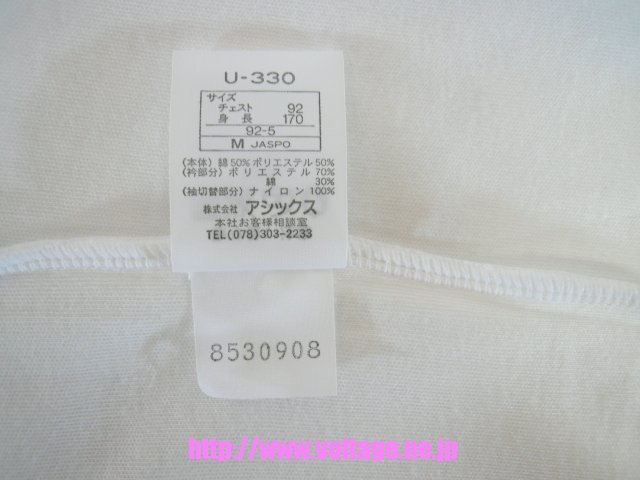 U-330
サイズ
チェスト 92
身長 170
92-5
M JASPO
(本体) 綿50% ポリエステル50%
(衿部分) ポリエステル 70%
綿 30%
(袖切替部分) ナイロン 100%
株式会社 アシックス
本社お客様相談室
TEL(078)303-2233
8530908
http://www.voltage.ne.jp